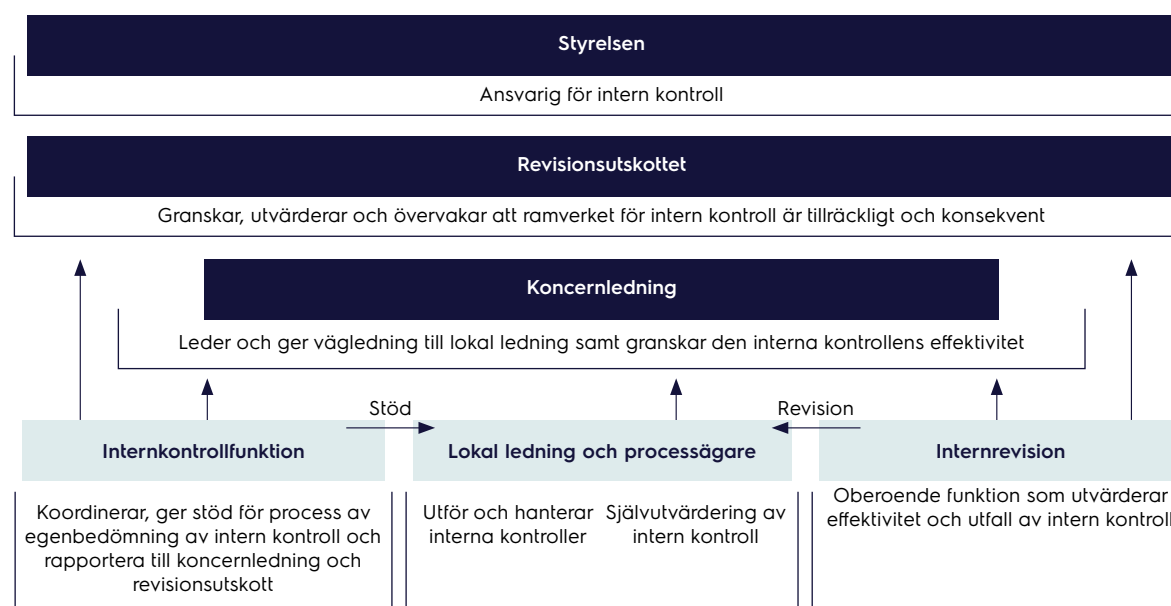 Styrelsen
Ansvarig för intern kontroll
Revisionsutskottet
Granskar, utvärderar och övervakar att ramverket för intern kontroll är tillräckligt och konsekvent
Koncernledning
Leder och ger vägledning till lokal ledning samt granskar den interna kontrollens effektivitet
Stöd
Revision
Internkontrollfunktion
Koordinerar, ger stöd för process av
egenbedömning av intern kontroll och
rapportera till koncernledning och
revisionsutskott
Lokal ledning och processägare
Utför och hanterar
interna kontroller
Självutvärdering av
intern kontroll
Internrevision
Oberoende funktion som utvärderar
effektivitet och utfall av intern kontroll